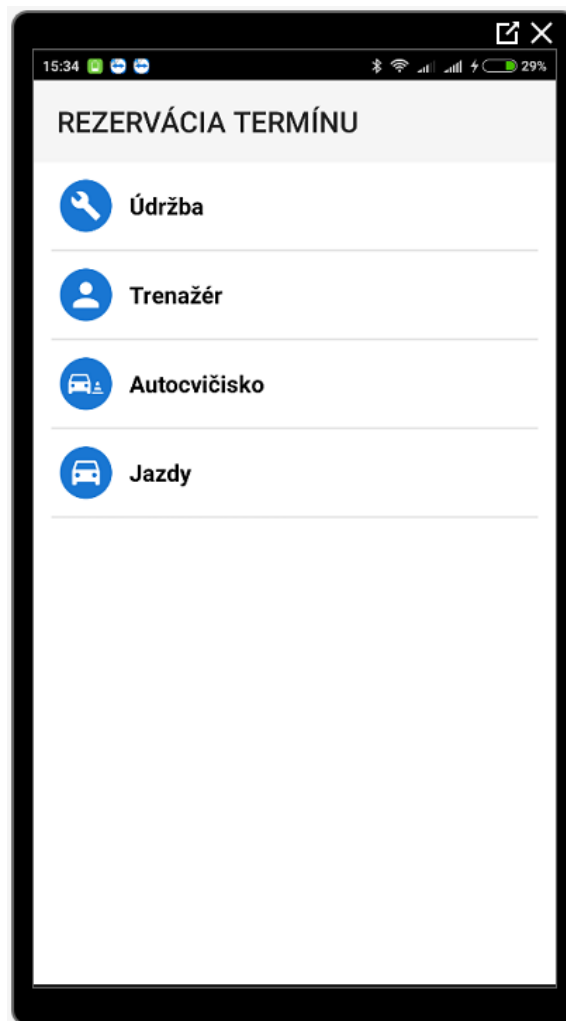 15:34 29%
REZERVÁCIA TERMÍNU
Údržba
Trenažér
Autocvičisko
Jazdy